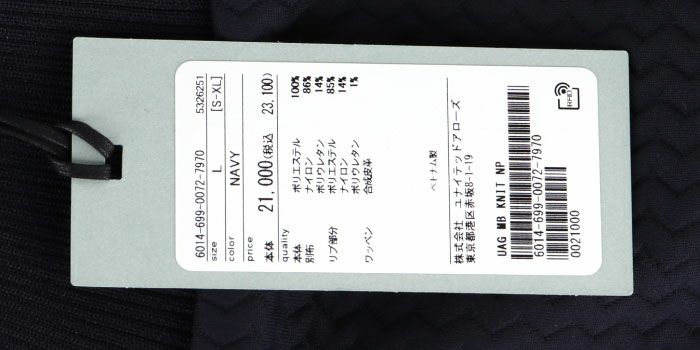 6014-699-0072-7970 5326251
size L [S-XL]
color NAVY
price
本体 21,000(税込 23,100)
quality
本体 ポリエステル 100%
別布 ナイロン 86%
ポリウレタン 14%
リブ部分 ポリエステル 85%
ナイロン 14%
ポリウレタン 1%
ワッペン 合成皮革
ベトナム製
株式会社 ユナイテッドアローズ
東京都港区赤坂8-1-19
UAG MB KNIT NP
6014-699-0072-7970
0021000
RFID